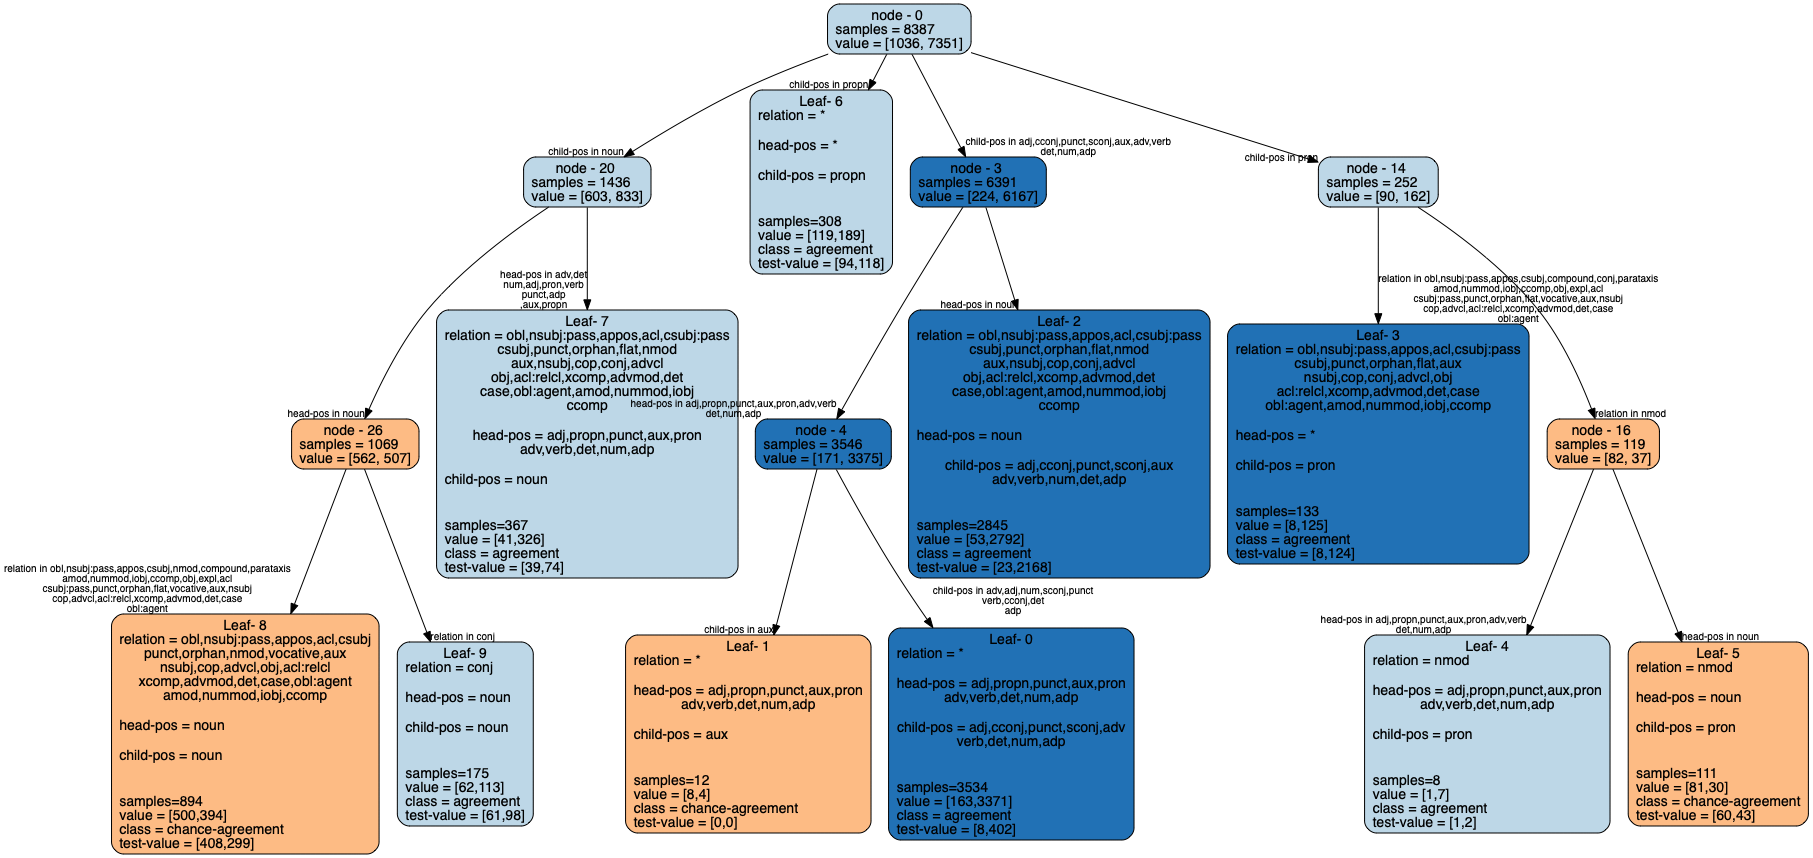 node - 0
samples = 8387
value = [1036, 7351]
child-pos in propn
Leaf- 6
relation = *
head-pos = *
child-pos = propn
samples=308
value = [119,189]
class = agreement
test-value = [94,118]
child-pos in noun
node - 20
samples = 1436
value = [603, 833]
child-pos in adj,cconj,punct,sconj,aux,adv,verb
det,num,adp
node - 3
samples = 6391
value = [224, 6167]
child-pos in pron
node - 14
samples = 252
value = [90, 162]
head-pos in adv,det
num,adj,pron,verb
punct,adp
,aux,propn
Leaf- 7
relation = obl,nsubj:pass,appos,acl,csubj:pass
csubj,punct,orphan,flat,nmod
aux,nsubj,cop,conj,advcl
obj,acl:relcl,xcomp,advmod,det
case,obl:agent,amod,nummod,iobj
ccomp
head-pos = adj,propn,punct,aux,pron
adv,verb,det,num,adp
child-pos = noun
samples=367
value = [41,326]
class = agreement
test-value = [39,74]
head-pos in noun
Leaf- 2
relation = obl,nsubj:pass,appos,acl,csubj:pass
csubj,punct,orphan,flat,nmod
aux,nsubj,cop,conj,advcl
obj,acl:relcl,xcomp,advmod,det
case,obl:agent,amod,nummod,iobj
ccomp
head-pos = noun
child-pos = adj,cconj,punct,sconj,aux
adv,verb,num,det,adp
samples=2845
value = [53,2792]
class = agreement
test-value = [23,2168]
relation in obl,nsubj:pass,appos,csubj,compound,conj,parataxis
amod,nummod,iobj,ccomp,obj,expl,acl
csubj:pass,punct,orphan,flat,vocative,aux,nsubj
cop,advcl,acl:relcl,xcomp,advmod,det,case
obl:agent
Leaf- 3
relation = obl,nsubj:pass,appos,acl,csubj:pass
csubj,punct,orphan,flat,aux
nsubj,cop,conj,advcl,obj
acl:relcl,xcomp,advmod,det,case
obl:agent,amod,nummod,iobj,ccomp
head-pos = *
child-pos = pron
samples=133
value = [8,125]
class = agreement
test-value = [8,124]
head-pos in noun
node - 26
samples = 1069
value = [562, 507]
head-pos in adj,propn,punct,aux,pron,adv,verb
det,num,adp
node - 4
samples = 3546
value = [171, 3375]
relation in nmod
node - 16
samples = 119
value = [82, 37]
relation in obl,nsubj:pass,appos,csubj,nmod,compound,parataxis
amod,nummod,iobj,ccomp,obj,expl,acl
csubj:pass,punct,orphan,flat,vocative,aux,nsubj
cop,advcl,acl:relcl,xcomp,advmod,det,case
obl:agent
Leaf- 8
relation = obl,nsubj:pass,appos,acl,csubj
punct,orphan,nmod,vocative,aux
nsubj,cop,advcl,obj,acl:relcl
xcomp,advmod,det,case,obl:agent
amod,nummod,iobj,ccomp
head-pos = noun
child-pos = noun
samples=894
value = [500,394]
class = chance-agreement
test-value = [408,299]
relation in conj
Leaf- 9
relation = conj
head-pos = noun
child-pos = noun
samples=175
value = [62,113]
class = agreement
test-value = [61,98]
child-pos in aux
Leaf- 1
relation = *
head-pos = adj,propn,punct,aux,pron
adv,verb,det,num,adp
child-pos = aux
samples=12
value = [8,4]
class = chance-agreement
test-value = [0,0]
child-pos in adv,adj,num,sconj,punct
verb,cconj,det
adp
Leaf- 0
relation = *
head-pos = adj,propn,punct,aux,pron
adv,verb,det,num,adp
child-pos = adj,cconj,punct,sconj,adv
verb,det,num,adp
samples=3534
value = [163,3371]
class = agreement
test-value = [8,402]
head-pos in adj,propn,punct,aux,pron,adv,verb
det,num,adp
Leaf- 4
relation = nmod
head-pos = adj,propn,punct,aux,pron
adv,verb,det,num,adp
child-pos = pron
samples=8
value = [1,7]
class = agreement
test-value = [1,2]
head-pos in noun
Leaf- 5
relation = nmod
head-pos = noun
child-pos = pron
samples=111
value = [81,30]
class = chance-agreement
test-value = [60,43]